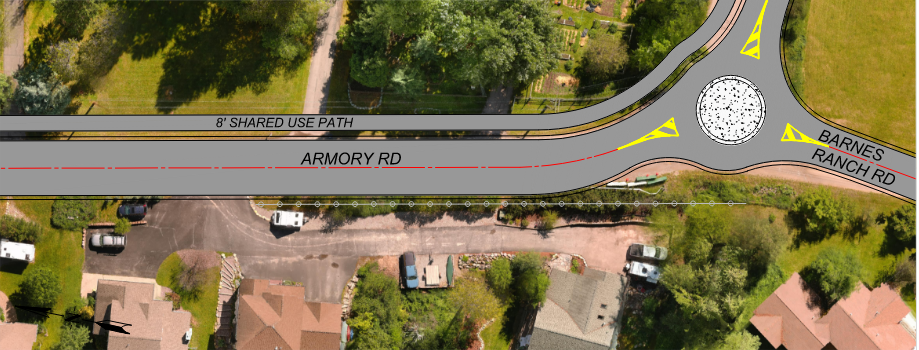 8' SHARED USE PATH
ARMORY RD
BARNES
RANCH RD